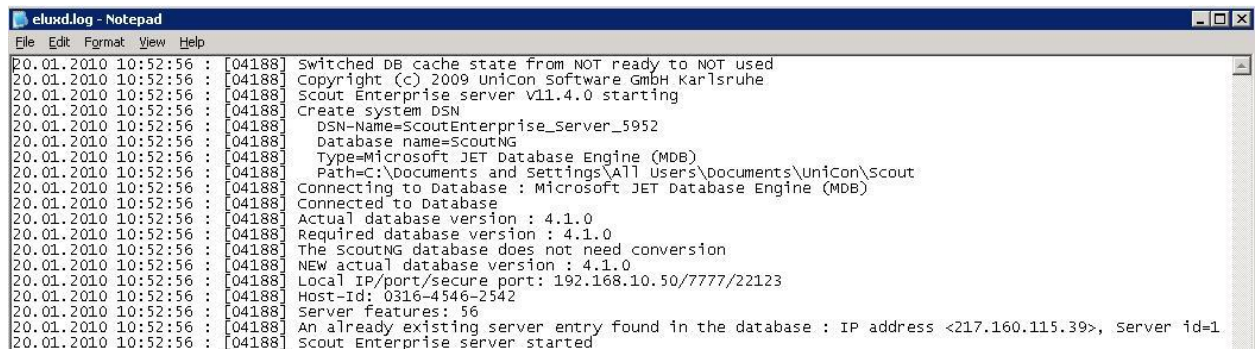 eluxd.log - Notepad
File Edit Format View Help
20.01.2010 10:52:56 : [04188] Switched DB cache state from NOT ready to NOT used
20.01.2010 10:52:56 : [04188] Copyright (c) 2009 UniCon Software GmbH Karlsruhe
20.01.2010 10:52:56 : [04188] Scout Enterprise server V11.4.0 starting
20.01.2010 10:52:56 : [04188] Create system DSN
20.01.2010 10:52:56 : [04188]   DSN-Name=ScoutEnterprise_Server_5952
20.01.2010 10:52:56 : [04188]   Database name=ScoutNG
20.01.2010 10:52:56 : [04188]   Type=Microsoft JET Database Engine (MDB)
20.01.2010 10:52:56 : [04188]   Path=C:\Documents and Settings\All Users\Documents\UniCon\Scout
20.01.2010 10:52:56 : [04188] Connecting to Database : Microsoft JET Database Engine (MDB)
20.01.2010 10:52:56 : [04188] Connected to Database
20.01.2010 10:52:56 : [04188] Actual database version : 4.1.0
20.01.2010 10:52:56 : [04188] Required database version : 4.1.0
20.01.2010 10:52:56 : [04188] The ScoutNG database does not need conversion
20.01.2010 10:52:56 : [04188] NEW actual database version : 4.1.0
20.01.2010 10:52:56 : [04188] Local IP/port/secure port: 192.168.10.50/7777/22123
20.01.2010 10:52:56 : [04188] Host-Id: 0316-4546-2542
20.01.2010 10:52:56 : [04188] Server features: 56
20.01.2010 10:52:56 : [04188] An already existing server entry found in the database : IP address <217.160.115.39>, Server id=1
20.01.2010 10:52:56 : [04188] Scout Enterprise server started